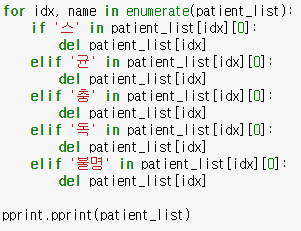 for idx, name in enumerate(patient_list):
    if '스' in patient_list[idx][0]:
        del patient_list[idx]
    elif '균' in patient_list[idx][0]:
        del patient_list[idx]
    elif '충' in patient_list[idx][0]:
        del patient_list[idx]
    elif '독' in patient_list[idx][0]:
        del patient_list[idx]
    elif '불명' in patient_list[idx][0]:
        del patient_list[idx]

pprint.pprint(patient_list)